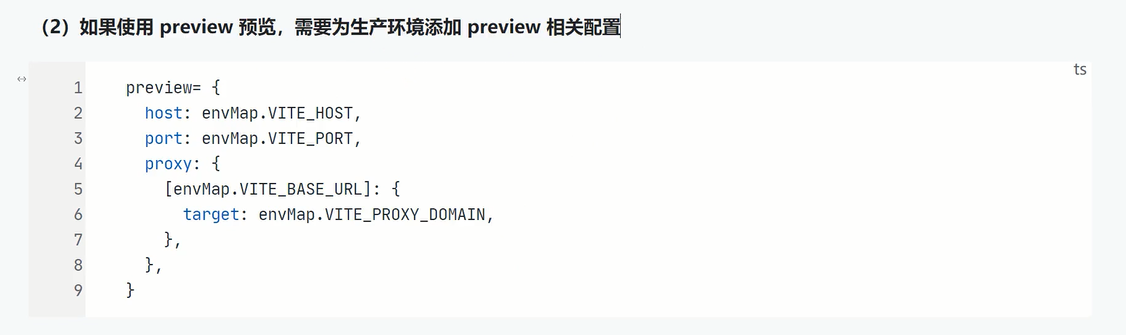 （2）如果使用 preview 预览，需要为生产环境添加 preview 相关配置
ts
1 preview= {
2 host: envMap.VITE_HOST,
3 port: envMap.VITE_PORT,
4 proxy: {
5 [envMap.VITE_BASE_URL]: {
6 target: envMap.VITE_PROXY_DOMAIN,
7 },
8 },
9 }